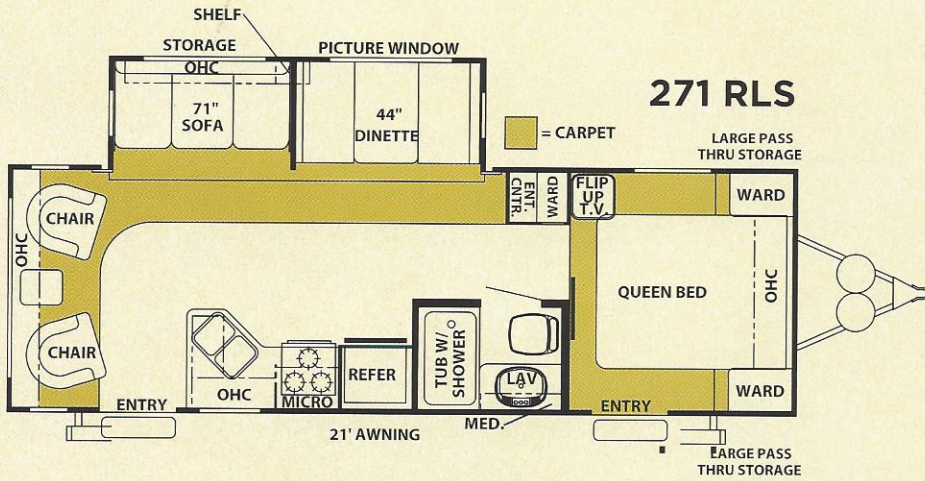 SHELF
STORAGE
PICTURE WINDOW
OHC
71"
SOFA
44"
DINETTE
271 RLS
= CARPET
LARGE PASS
THRU STORAGE
CHAIR
OHC
CHAIR
ENT.
CNTR.
WARD
FLIP
UP
T.V.
WARD
QUEEN BED
OHC
WARD
OHC
MICRO
REFER
TUB W/
SHOWER
LAV
MED.
ENTRY
21' AWNING
ENTRY
LARGE PASS
THRU STORAGE